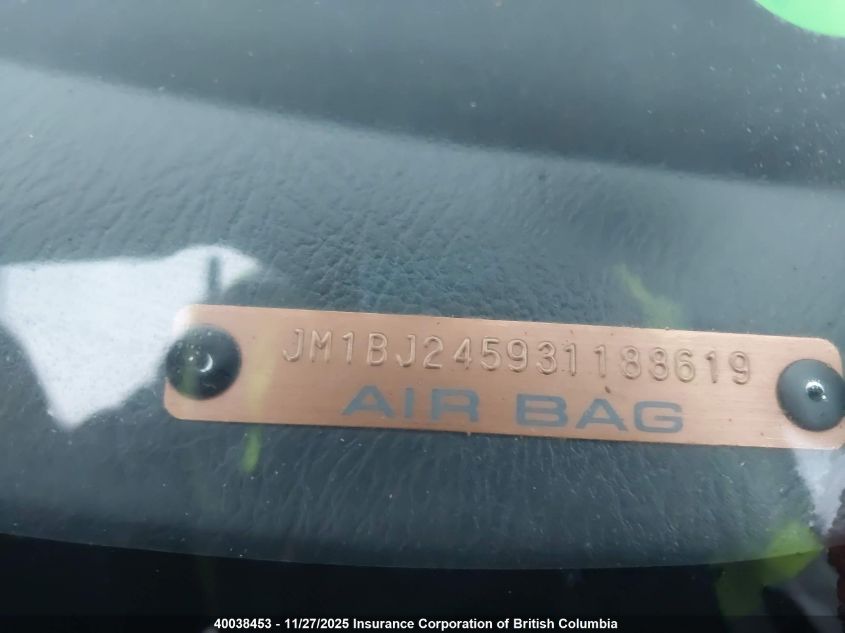 JM1BJ245931188619
AIR BAG
40038453 - 11/27/2025 Insurance Corporation of British Columbia